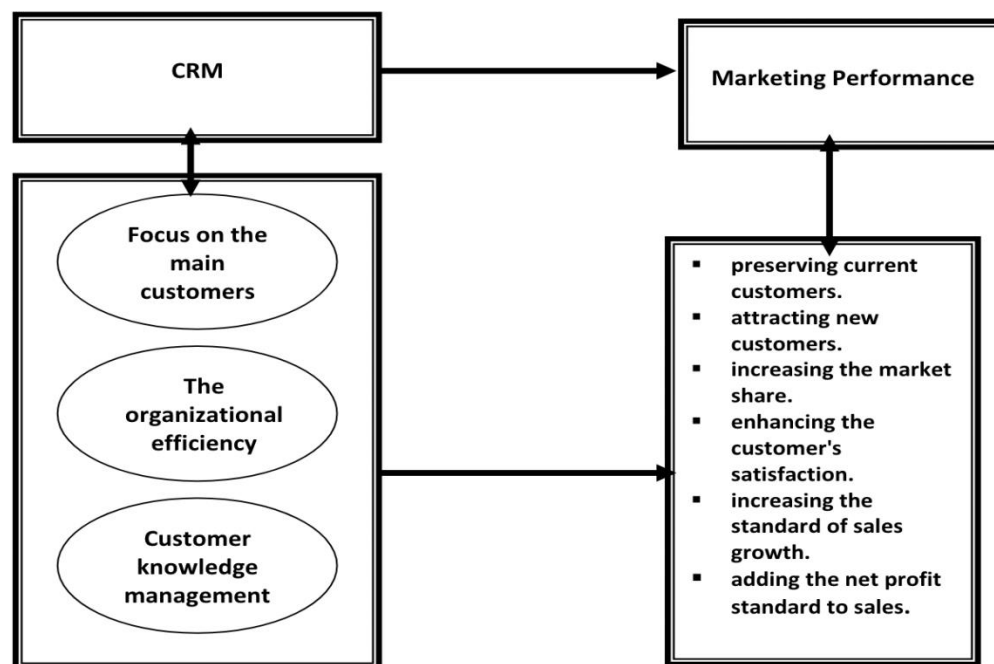 CRM
Marketing Performance
Focus on the
main
customers
The
organizational
efficiency
Customer
knowledge
management
▪ preserving current
customers.
▪ attracting new
customers.
▪ increasing the market
share.
▪ enhancing the
customer's
satisfaction.
▪ increasing the
standard of sales
growth.
▪ adding the net profit
standard to sales.